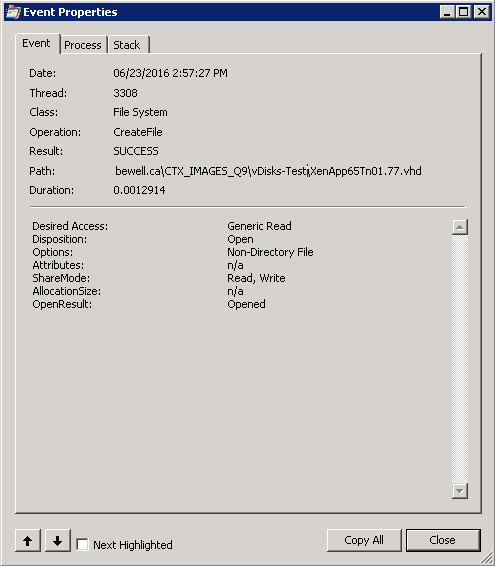 Event Properties
Event Process Stack
Date: 06/23/2016 2:57:27 PM
Thread: 3308
Class: File System
Operation: CreateFile
Result: SUCCESS
Path: bewell.ca\CTX_IMAGES_Q9\vDisks-Test\XenApp65Tn01.77.vhd
Duration: 0.0012914
Desired Access: Generic Read
Disposition: Open
Options: Non-Directory File
Attributes: n/a
ShareMode: Read, Write
AllocationSize: n/a
OpenResult: Opened
Next Highlighted Copy All Close